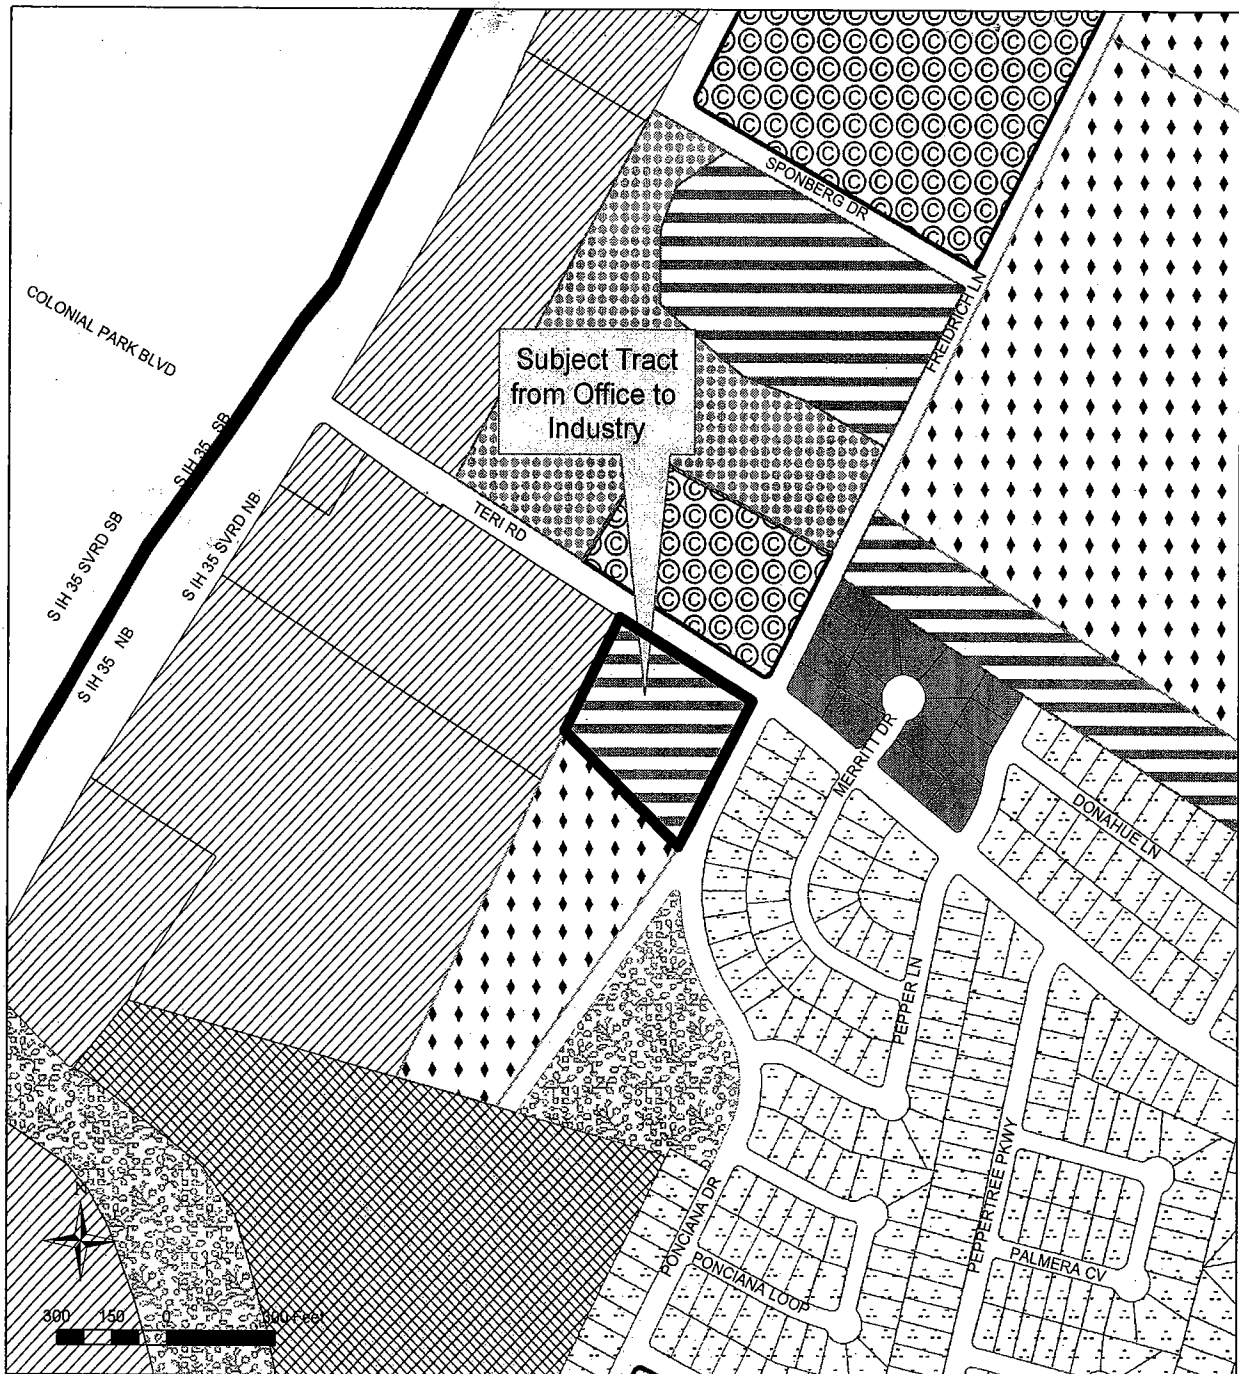 SPONBERG DR
FREIDRICH LN
COLONIAL PARK BLVD
Subject Tract
from Office to
Industry
S IH 35 SB
S IH 35 SVRD NB
TERI RD
S IH 35 SVRD SB
S IH 35 NB
MERRITT DR
DONAHUE LN
PEPPER LN
PEPPERTREE PKWY
PONCIANA DR
PONCIANA LOOP
PALMERA CV
300 150 0 300 Feet